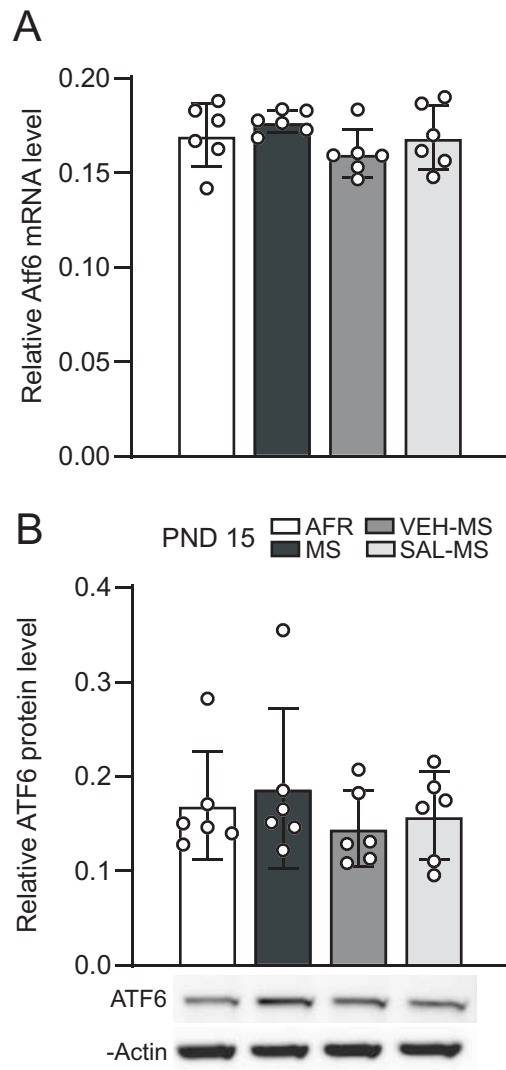 A
Relative Atf6 mRNA level
0.20
0.15
0.10
0.05
0.00
B
PND 15
AFR
VEH-MS
MS
SAL-MS
Relative ATF6 protein level
0.4
0.3
0.2
0.1
0.0
ATF6
-Actin